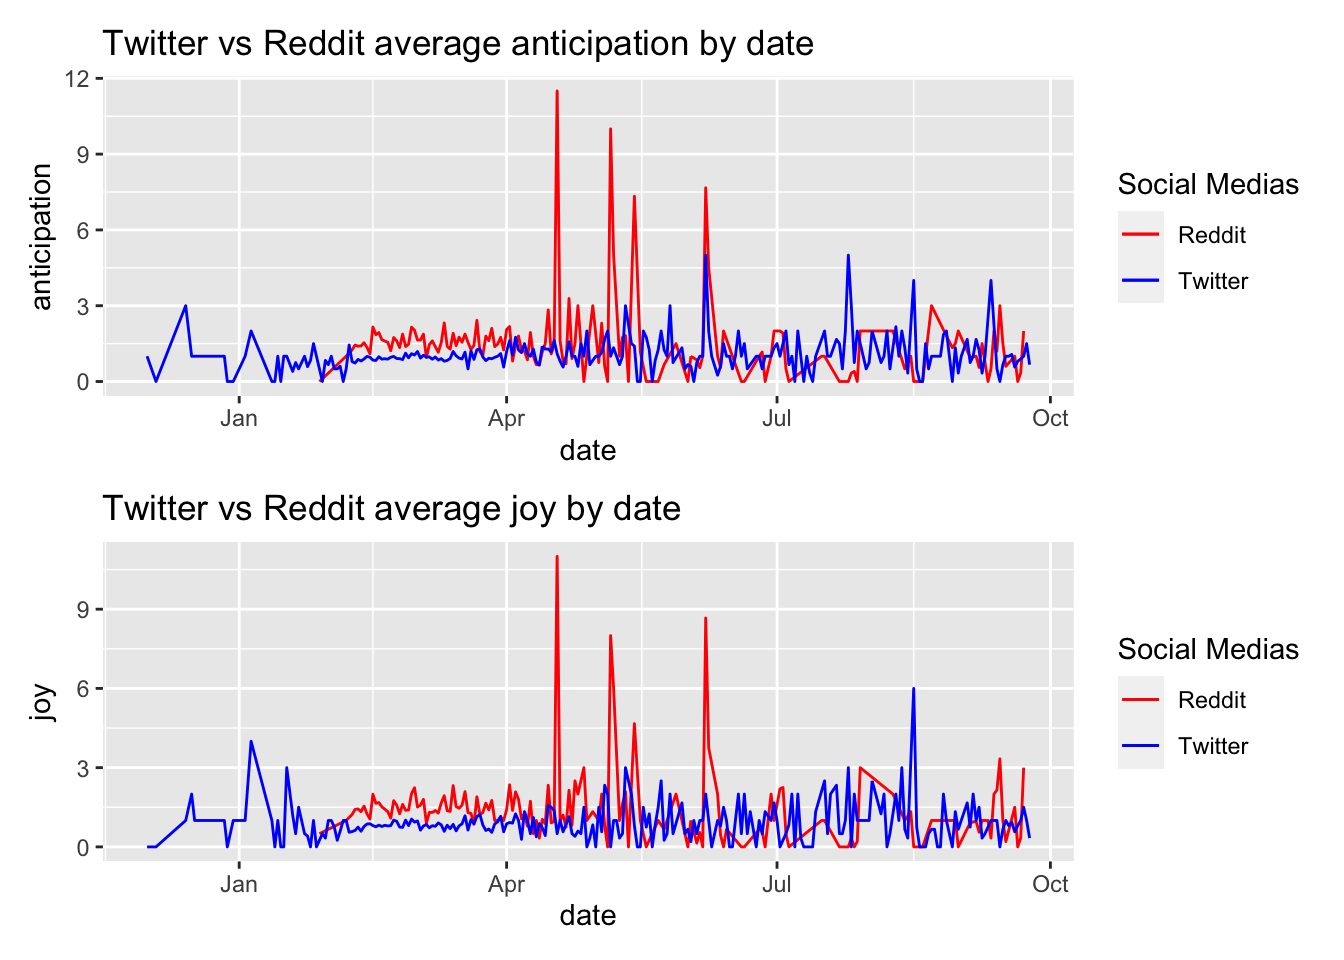 Twitter vs Reddit average anticipation by date
12
9
6
3
0
anticipation
Jan
Apr
Jul
Oct
date
Social Medias
Reddit
Twitter
Twitter vs Reddit average joy by date
9
6
3
0
joy
Jan
Apr
Jul
Oct
date
Social Medias
Reddit
Twitter